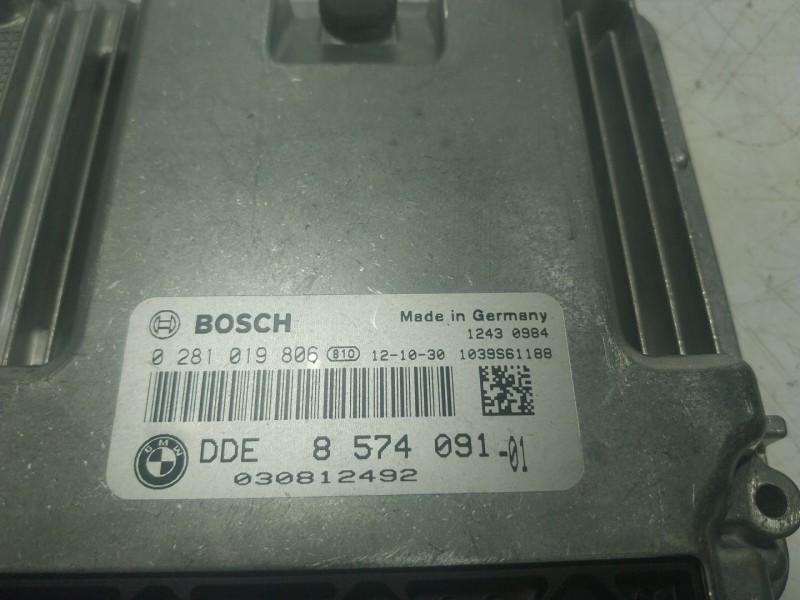 BOSCH Made in Germany
1243 0984
0 281 019 806 810 12-10-30 1039S61188
BMW DDE 8 574 091-01
030812492